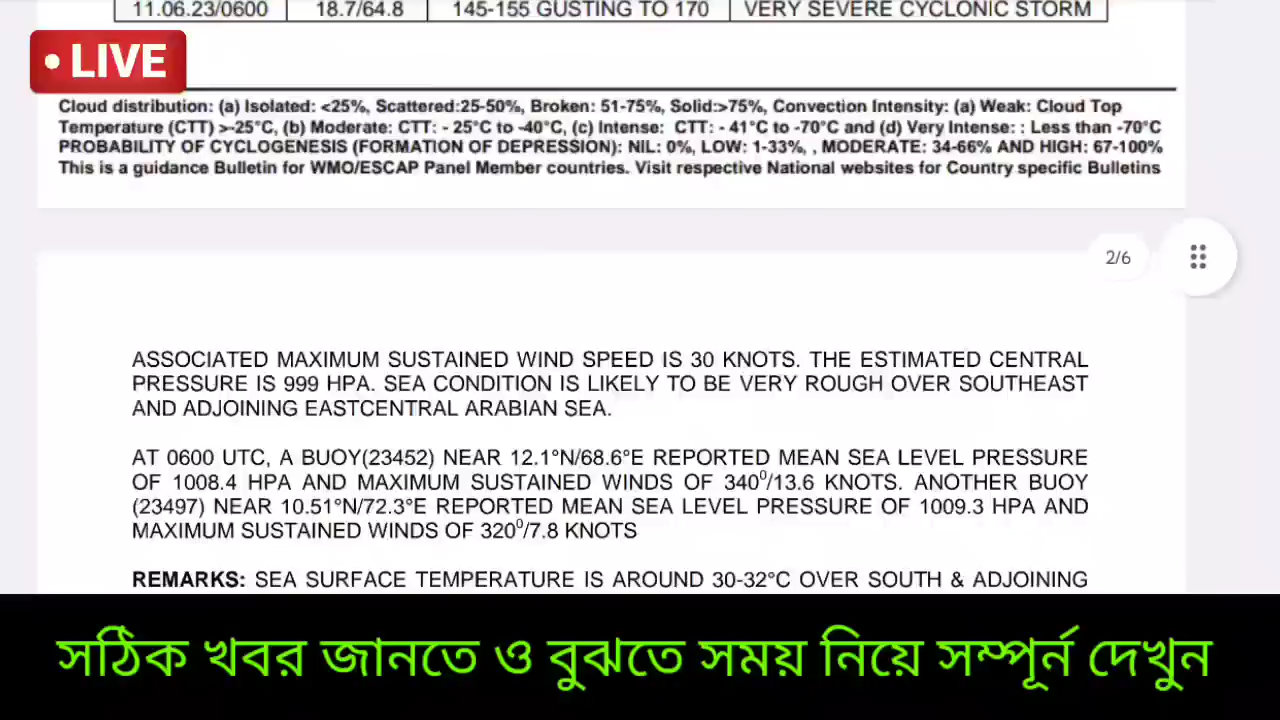 11.06.23/0600 18.7/64.8 145-155 GUSTING TO 170 VERY SEVERE CYCLONIC STORM
• LIVE
Cloud distribution: (a) Isolated: <25%, Scattered:25-50%, Broken: 51-75%, Solid:>75%, Convection Intensity: (a) Weak: Cloud Top
Temperature (CTT) >-25°C, (b) Moderate: CTT: - 25°C to -40°C, (c) Intense: CTT: - 41°C to -70°C and (d) Very Intense: : Less than -70°C
PROBABILITY OF CYCLOGENESIS (FORMATION OF DEPRESSION): NIL: 0%, LOW: 1-33%, , MODERATE: 34-66% AND HIGH: 67-100%
This is a guidance Bulletin for WMO/ESCAP Panel Member countries. Visit respective National websites for Country specific Bulletins
2/6
ASSOCIATED MAXIMUM SUSTAINED WIND SPEED IS 30 KNOTS. THE ESTIMATED CENTRAL
PRESSURE IS 999 HPA. SEA CONDITION IS LIKELY TO BE VERY ROUGH OVER SOUTHEAST
AND ADJOINING EASTCENTRAL ARABIAN SEA.
AT 0600 UTC, A BUOY(23452) NEAR 12.1°N/68.6°E REPORTED MEAN SEA LEVEL PRESSURE
OF 1008.4 HPA AND MAXIMUM SUSTAINED WINDS OF 340⁰/13.6 KNOTS. ANOTHER BUOY
(23497) NEAR 10.51°N/72.3°E REPORTED MEAN SEA LEVEL PRESSURE OF 1009.3 HPA AND
MAXIMUM SUSTAINED WINDS OF 320⁰/7.8 KNOTS
REMARKS: SEA SURFACE TEMPERATURE IS AROUND 30-32°C OVER SOUTH & ADJOINING
সঠিক খবর জানতে ও বুঝতে সময় নিয়ে সম্পূর্ন দেখুন